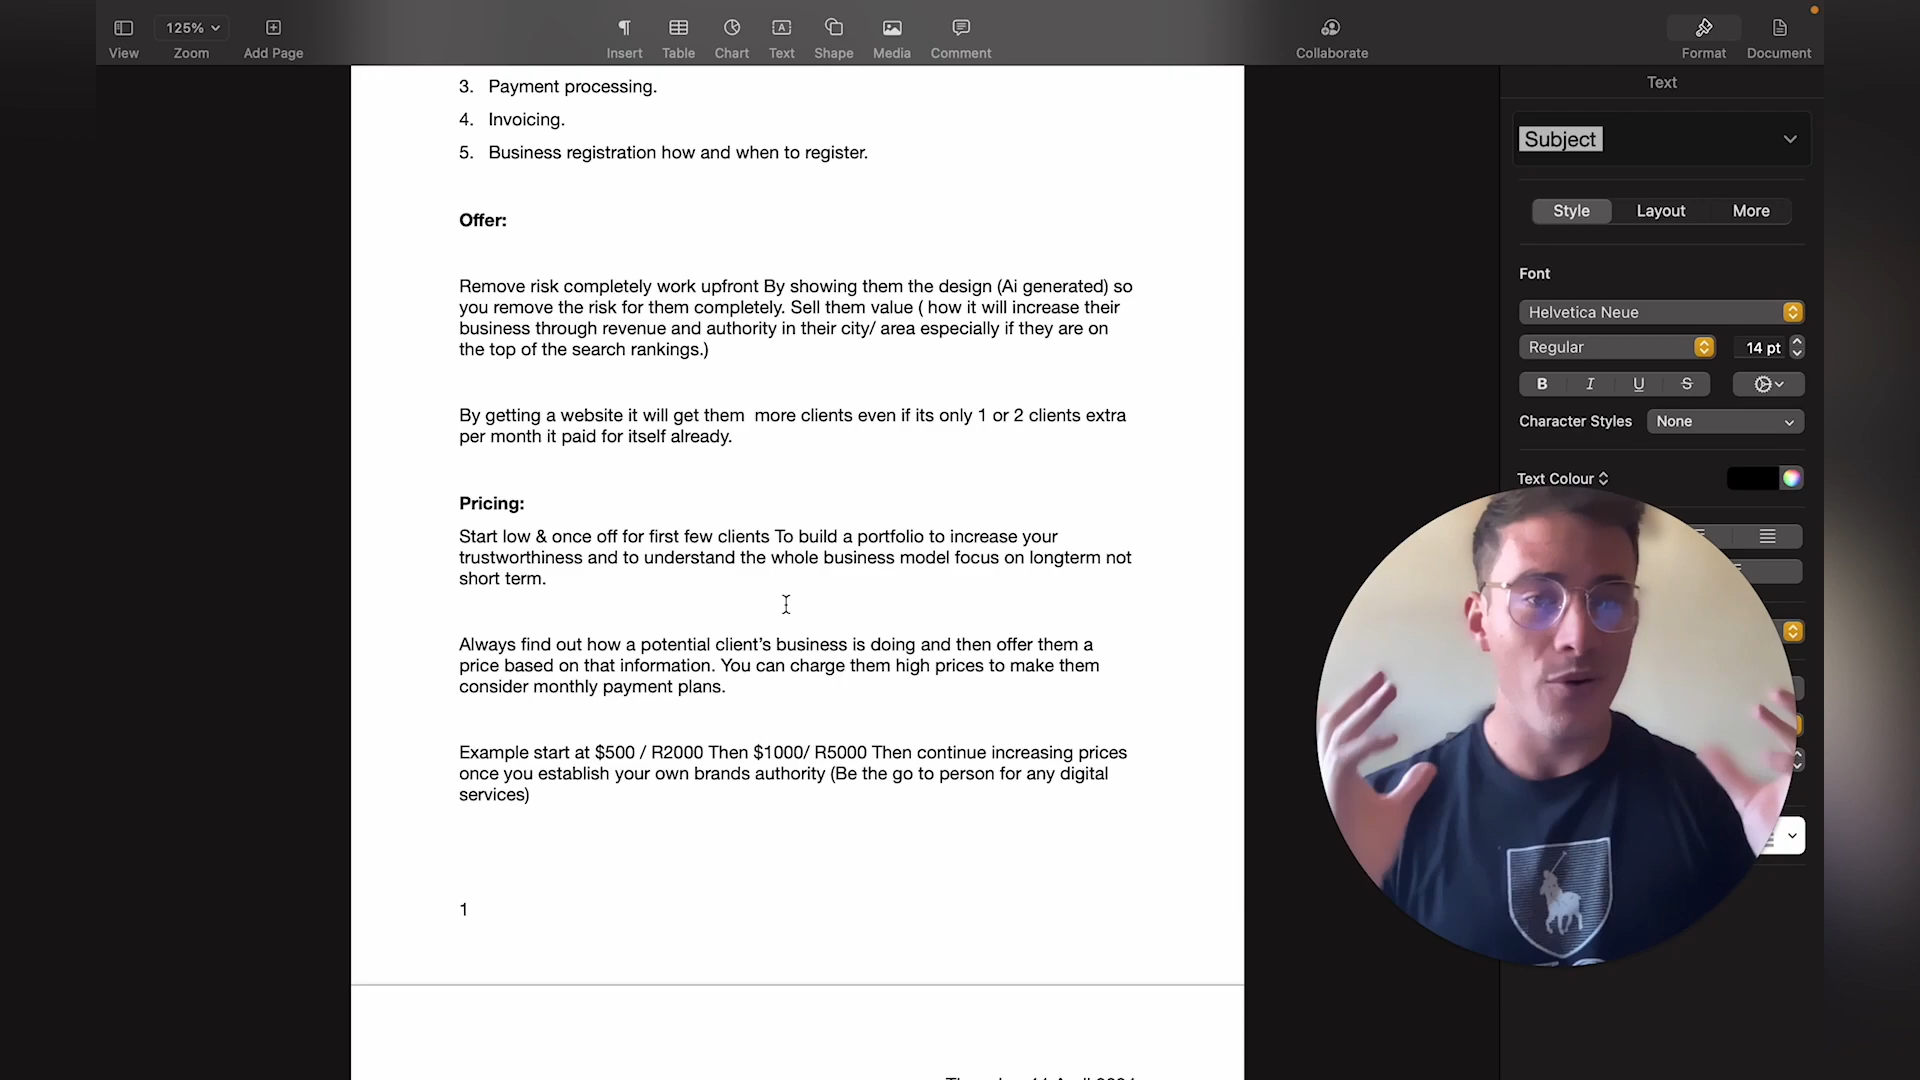 125%
View
Zoom
Add Page
Insert
Table
Chart
Text
Shape
Media
Comment
Collaborate
Format
Document
3. Payment processing.
4. Invoicing.
5. Business registration how and when to register.
Offer:
Remove risk completely work upfront By showing them the design (Ai generated) so
you remove the risk for them completely. Sell them value ( how it will increase their
business through revenue and authority in their city/ area especially if they are on
the top of the search rankings.)
By getting a website it will get them  more clients even if its only 1 or 2 clients extra
per month it paid for itself already.
Pricing:
Start low & once off for first few clients To build a portfolio to increase your
trustworthiness and to understand the whole business model focus on longterm not
short term.
Always find out how a potential client’s business is doing and then offer them a
price based on that information. You can charge them high prices to make them
consider monthly payment plans.
Example start at $500 / R2000 Then $1000/ R5000 Then continue increasing prices
once you establish your own brands authority (Be the go to person for any digital
services)
1
Text
Subject
Style
Layout
More
Font
Helvetica Neue
Regular
14 pt
B I U S
Character Styles
None
Text Colour